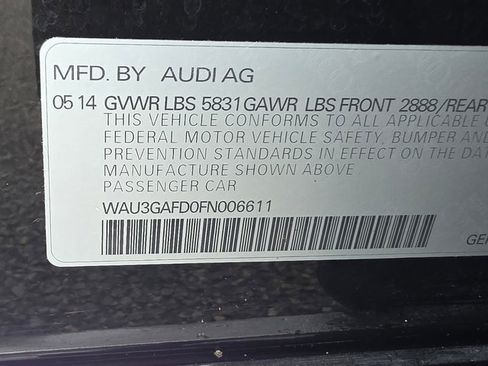 MFD. BY AUDI AG
05 14 GVWR LBS 5831 GAWR LBS FRONT 2888/REAR
THIS VEHICLE CONFORMS TO ALL APPLICABLE
FEDERAL MOTOR VEHICLE SAFETY, BUMPER AND
PREVENTION STANDARDS IN EFFECT ON THE DATE
MANUFACTURE SHOWN ABOVE.
PASSENGER CAR
WAU3GAFD0FN006611